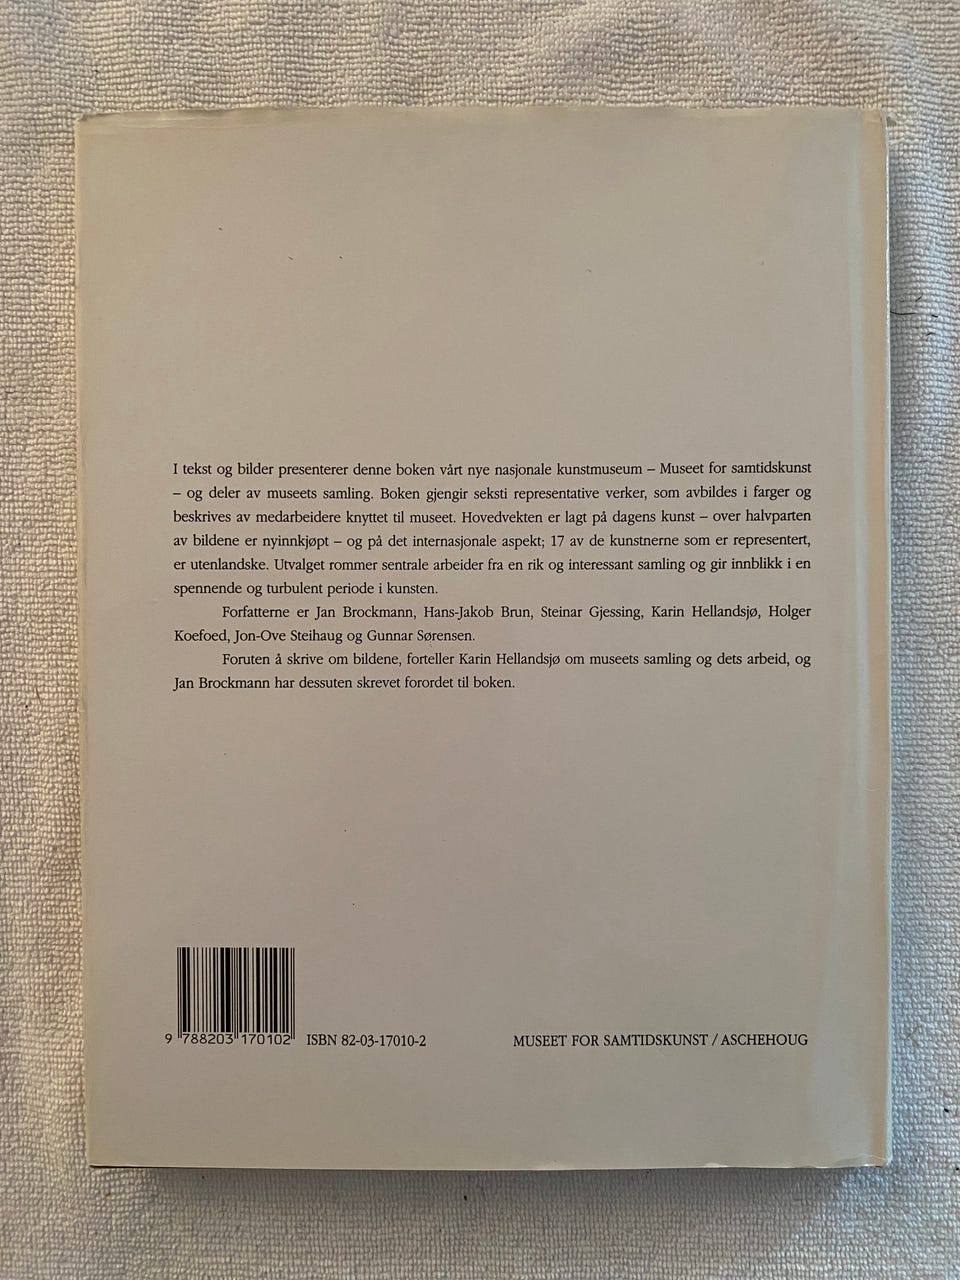 I tekst og bilder presenterer denne boken vårt nye nasjonale kunstmuseum – Museet for samtidskunst
– og deler av museets samling. Boken gjengir seksti representative verker, som avbildes i farger og
beskrives av medarbeidere knyttet til museet. Hovedvekten er lagt på dagens kunst – over halvparten
av bildene er nyinnkjøpt – og på det internasjonale aspekt; 17 av de kunstnerne som er representert,
er utenlandske. Utvalget rommer sentrale arbeider fra en rik og interessant samling og gir innblikk i en
spennende og turbulent periode i kunsten.
Forfatterne er Jan Brockmann, Hans-Jakob Brun, Steinar Gjessing, Karin Hellandsjø, Holger
Koefoed, Jon-Ove Steihaug og Gunnar Sørensen.
Foruten å skrive om bildene, forteller Karin Hellandsjø om museets samling og dets arbeid, og
Jan Brockmann har dessuten skrevet forordet til boken.
9 788203 170102 ISBN 82-03-17010-2 MUSEET FOR SAMTIDSKUNST / ASCHEHOUG